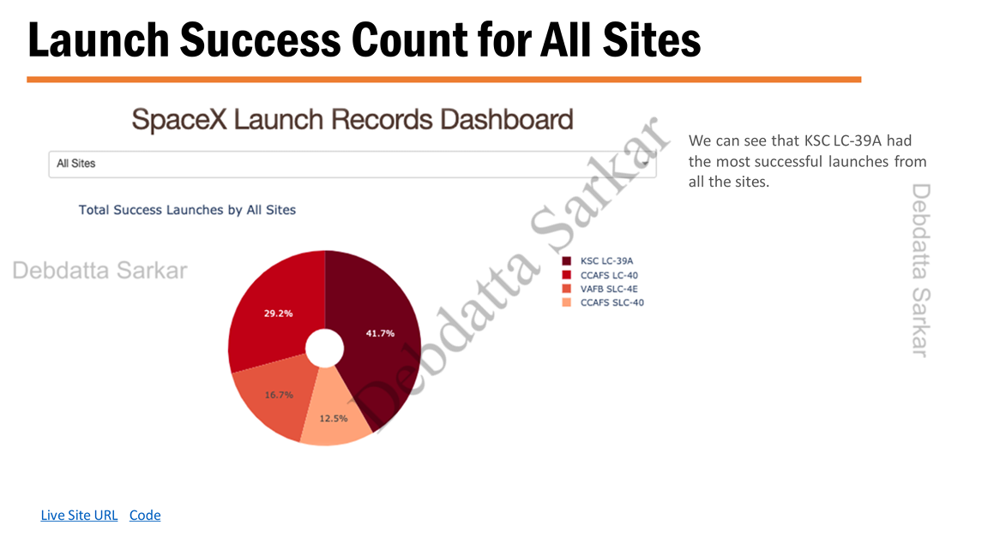 Launch Success Count for All Sites
SpaceX Launch Records Dashboard
All Sites
We can see that KSC LC-39A had
the most successful launches from
all the sites.
Total Success Launches by All Sites
KSC LC-39A
CCAFS LC-40
VAFB SLC-4E
CCAFS SLC-40
29.2%
41.7%
16.7%
12.5%
Debdatta Sarkar
Debdatta Sarkar
Debdatta Sarkar
Live Site URL Code